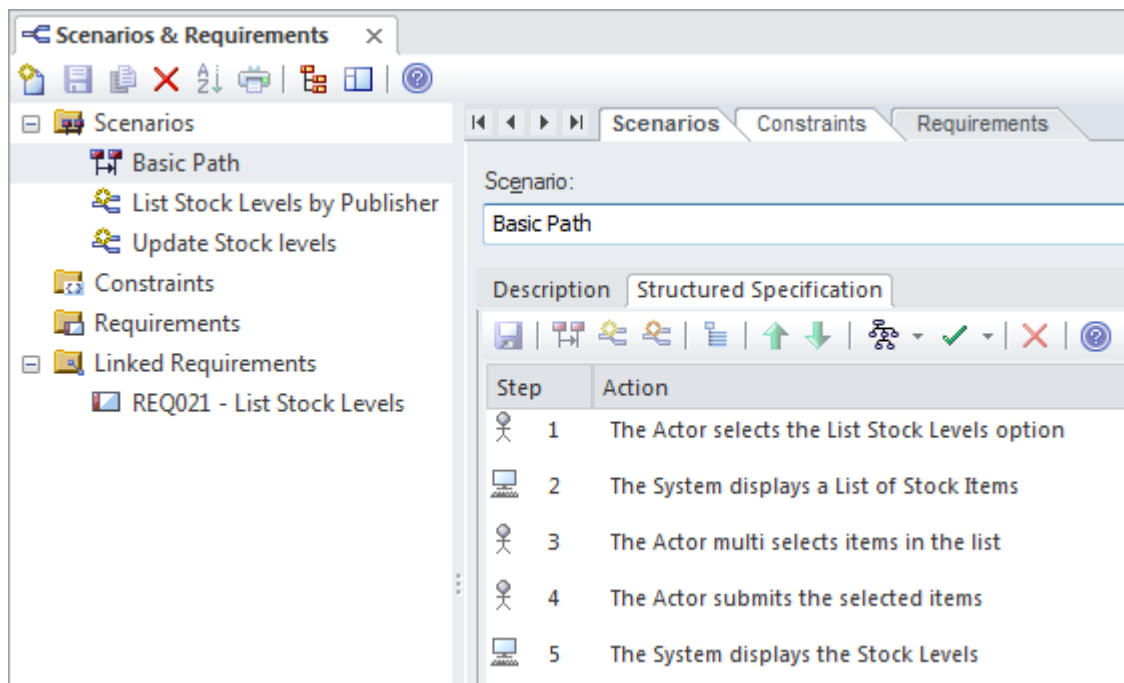 Scenarios & Requirements
Scenarios
Basic Path
List Stock Levels by Publisher
Update Stock levels
Constraints
Requirements
Linked Requirements
REQ021 - List Stock Levels
Scenarios Constraints Requirements
Scenario:
Basic Path
Description Structured Specification
Step Action
1 The Actor selects the List Stock Levels option
2 The System displays a List of Stock Items
3 The Actor multi selects items in the list
4 The Actor submits the selected items
5 The System displays the Stock Levels